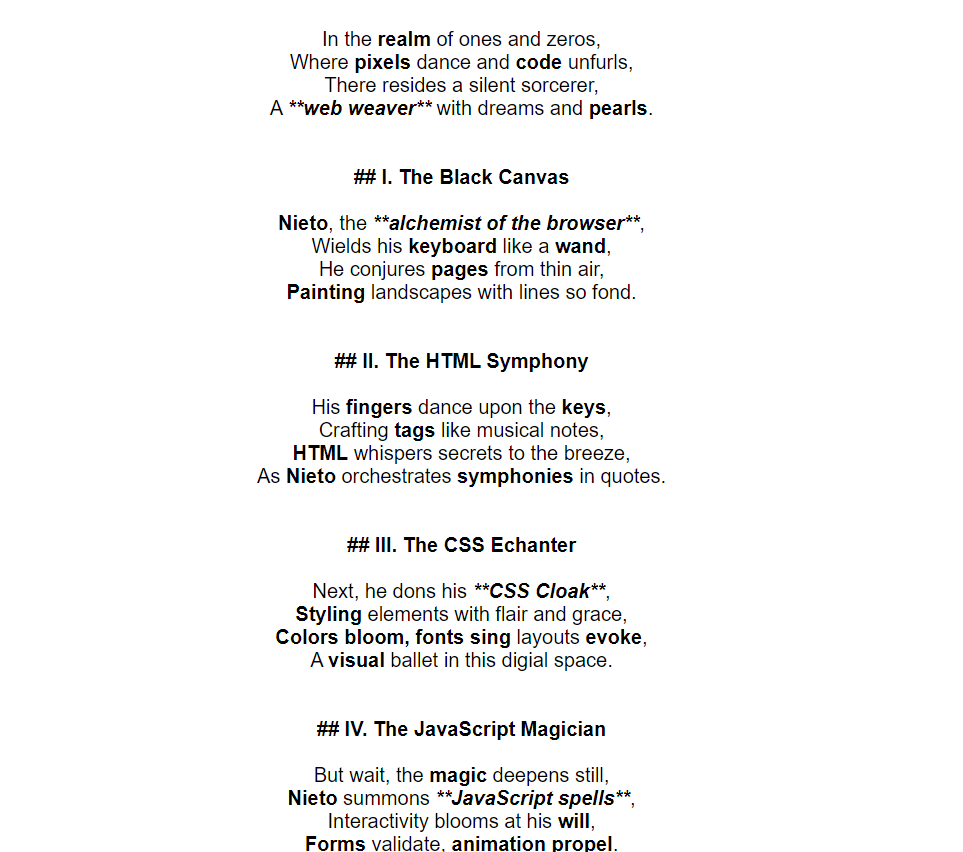 In the realm of ones and zeros,
Where pixels dance and code unfurls,
There resides a silent sorcerer,
A **web weaver** with dreams and pearls.
## I. The Black Canvas
Nieto, the **alchemist of the browser**,
Wields his keyboard like a wand,
He conjures pages from thin air,
Painting landscapes with lines so fond.
## II. The HTML Symphony
His fingers dance upon the keys,
Crafting tags like musical notes,
HTML whispers secrets to the breeze,
As Nieto orchestrates symphonies in quotes.
## III. The CSS Echanter
Next, he dons his **CSS Cloak**,
Styling elements with flair and grace,
Colors bloom, fonts sing layouts evoke,
A visual ballet in this digial space.
## IV. The JavaScript Magician
But wait, the magic deepens still,
Nieto summons **JavaScript spells**,
Interactivity blooms at his will,
Forms validate, animation propel.